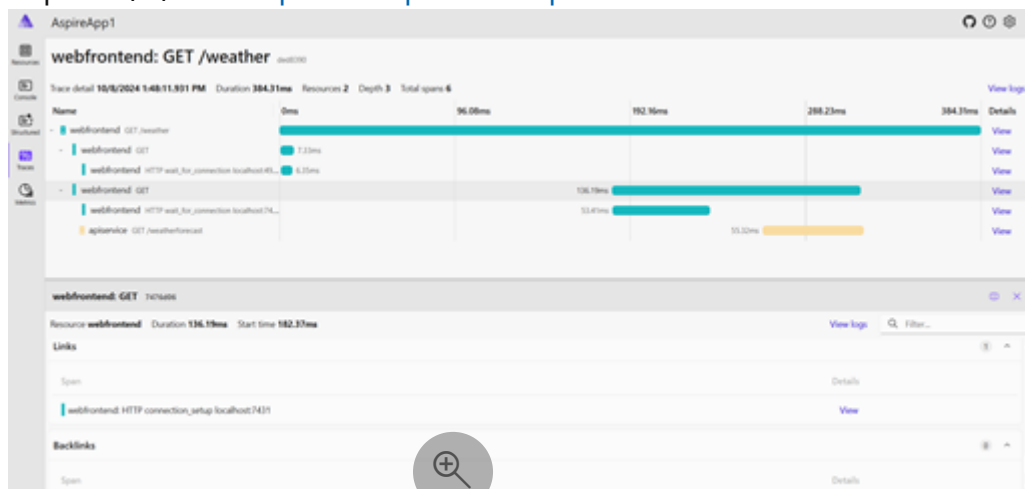 AspireApp1
webfrontend: GET /weather
Resources
Console
Structured
Traces
Metrics
Trace detail 10/8/2024 1:48:11.931 PM Duration 384.31ms Resources 2 Depth 3 Total spans 6 View logs
Name 0ms 96.08ms 192.16ms 288.23ms 384.31ms Details
webfrontend GET /weather View
webfrontend GET 7.33ms View
webfrontend HTTP wait_for_connection localhost:45... 6.35ms View
webfrontend GET 136.19ms View
webfrontend HTTP wait_for_connection localhost:74... 53.41ms View
apiservice GET /weatherforecast 55.32ms View
webfrontend: GET
Resource webfrontend Duration 136.19ms Start time 182.37ms View logs Filter...
Links 1
Span Details
webfrontend: HTTP connection_setup localhost:7431 View
Backlinks 0
Span Details